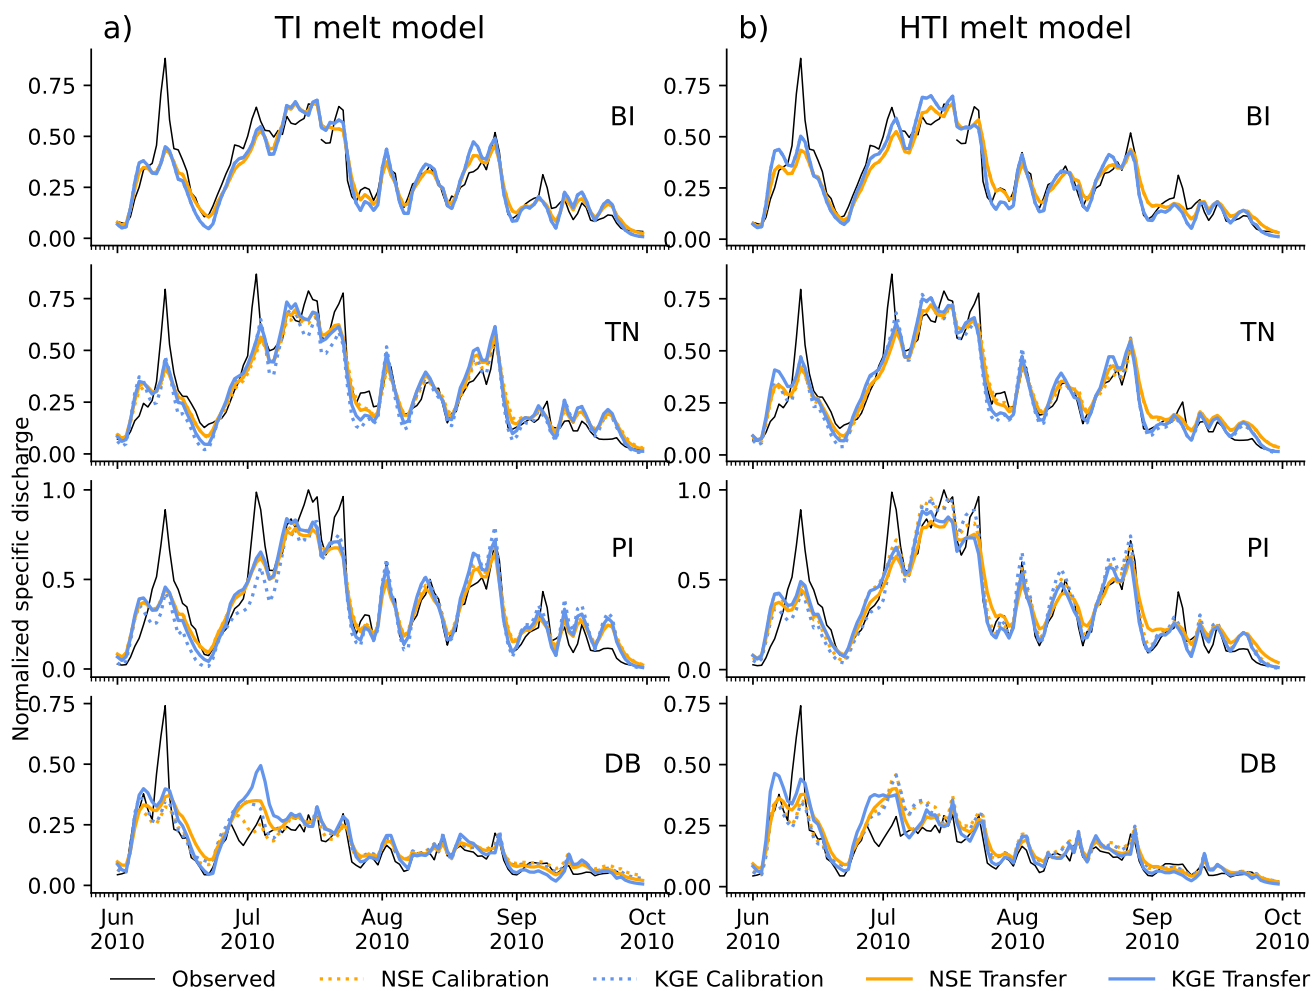 a) TI melt model
b) HTI melt model
Normalized specific discharge
0.75
0.50
0.25
0.00
BI
0.75
0.50
0.25
0.00
BI
0.75
0.50
0.25
0.00
TN
0.75
0.50
0.25
0.00
TN
1.0
0.5
0.0
PI
1.0
0.5
0.0
PI
0.75
0.50
0.25
0.00
DB
0.75
0.50
0.25
0.00
DB
Jun Jul Aug Sep Oct
2010 2010 2010 2010 2010
Jun Jul Aug Sep Oct
2010 2010 2010 2010 2010
Observed NSE Calibration KGE Calibration NSE Transfer KGE Transfer